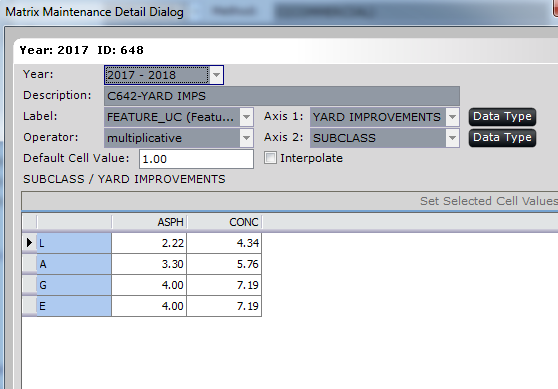 Matrix Maintenance Detail Dialog
Year: 2017 ID: 648
Year: 2017 - 2018
Description: C642-YARD IMPS
Label: FEATURE_UC (Featu... Axis 1: YARD IMPROVEMENTS Data Type
Operator: multiplicative Axis 2: SUBCLASS Data Type
Default Cell Value: 1.00 Interpolate
SUBCLASS / YARD IMPROVEMENTS
Set Selected Cell Values
ASPH CONC
L 2.22 4.34
A 3.30 5.76
G 4.00 7.19
E 4.00 7.19